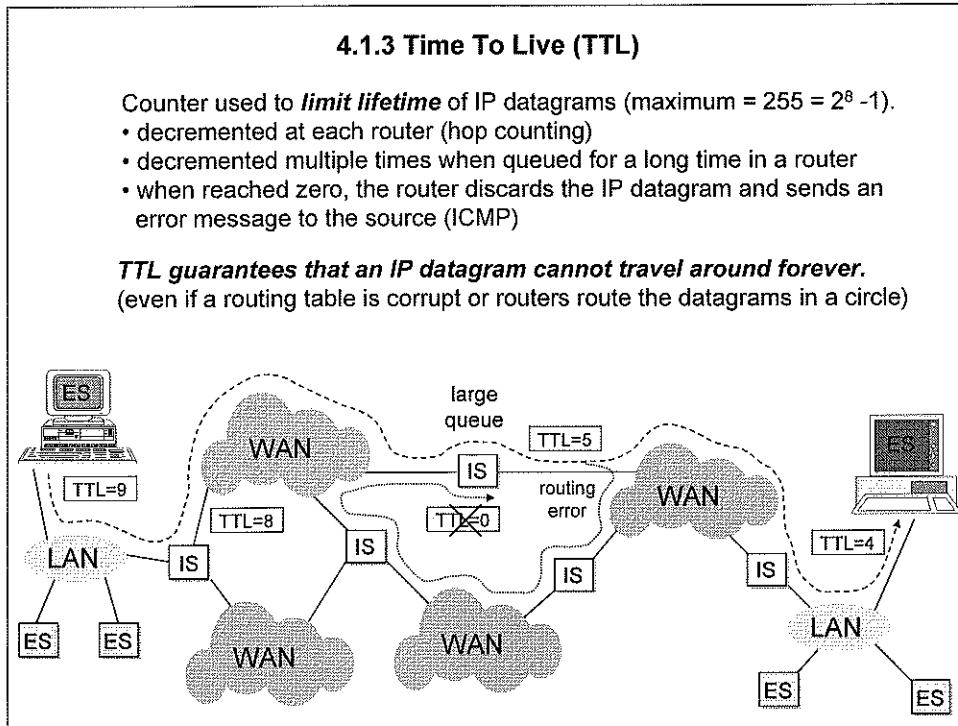 4.1.3 Time To Live (TTL)
Counter used to limit lifetime of IP datagrams (maximum = 255 = 2⁸ -1).
• decremented at each router (hop counting)
• decremented multiple times when queued for a long time in a router
• when reached zero, the router discards the IP datagram and sends an
error message to the source (ICMP)
TTL guarantees that an IP datagram cannot travel around forever.
(even if a routing table is corrupt or routers route the datagrams in a circle)
ES
large
queue
WAN
TTL=5
ES
IS
TTL=9
routing
error
WAN
TTL=8
TTL=0
TTL=4
LAN
IS
IS
IS
IS
ES
ES
WAN
WAN
LAN
ES
ES